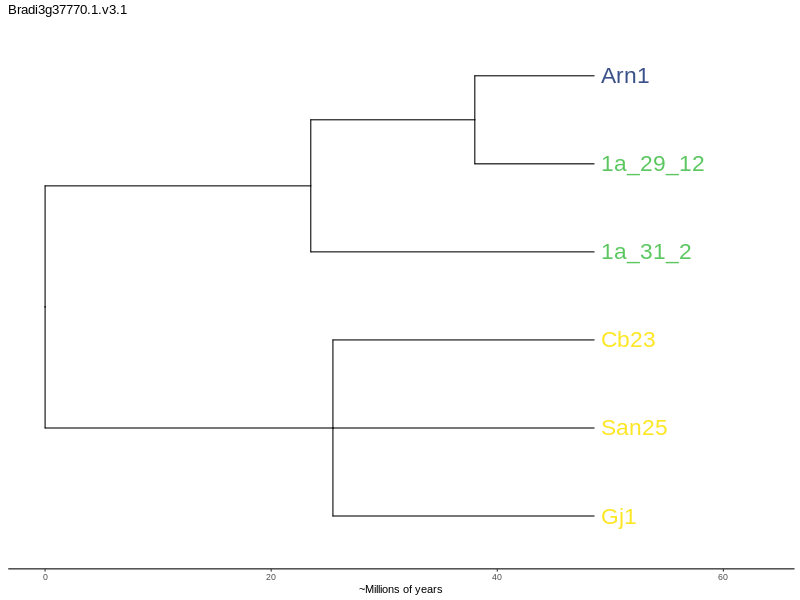 Bradi3g37770.1.v3.1
Arn1
1a_29_12
1a_31_2
Cb23
San25
Gj1
0 20 40 60
~Millions of years